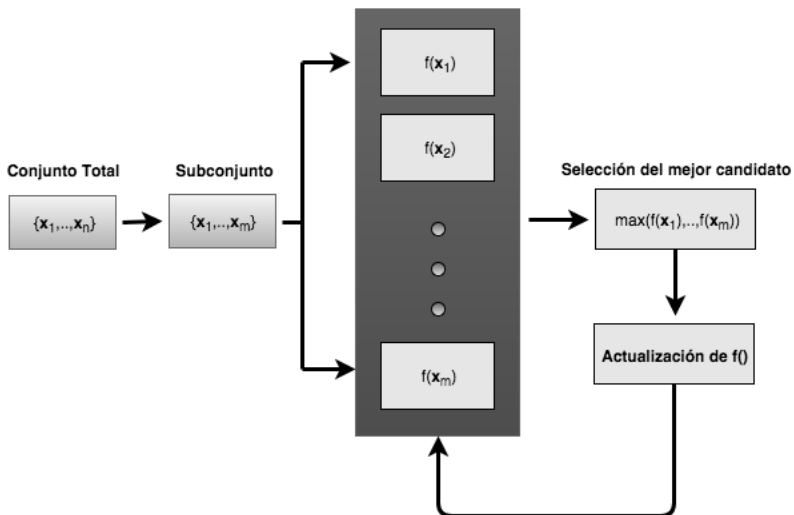 Conjunto Total
{x₁,..,xₙ}
Subconjunto
{x₁,..,xₘ}
f(x₁)
f(x₂)
f(xₘ)
Selección del mejor candidato
max(f(x₁),..,f(xₘ))
Actualización de f()